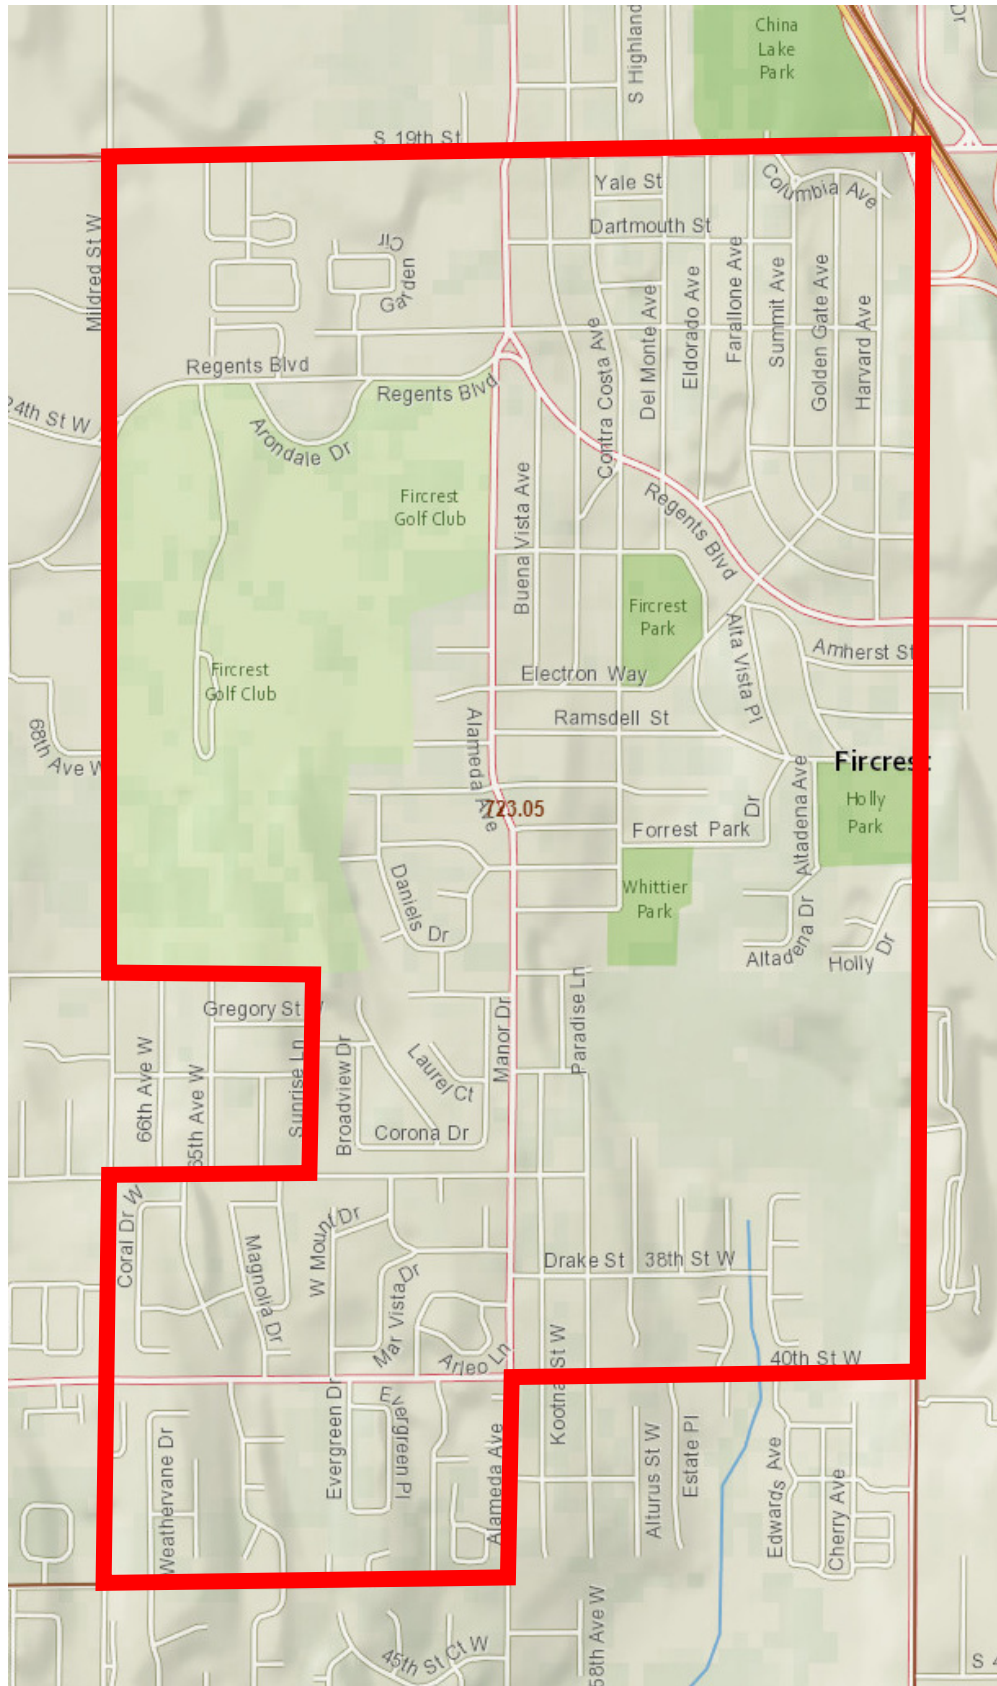 China
Lake
Park
S Highland
S 19th St
Yale St
Columbia Ave
Dartmouth St
Mildred St W
Garden Cir
Contra Costa Ave
Del Monte Ave
Eldorado Ave
Farallone Ave
Summit Ave
Golden Gate Ave
Harvard Ave
Regents Blvd
Regents Blvd
24th St W
Arondale Dr
Fircrest
Golf Club
Buena Vista Ave
Regents Blvd
Fircrest
Park
Alta Vista Pl
Amherst St
Fircrest
Golf Club
Electron Way
Ramsdell St
68th Ave W
Alameda Ave
Fircrest
Holly
Park
723.05
Forrest Park Dr
Altadena Ave
Daniels Dr
Whittier
Park
Altadena Dr
Holly Dr
Gregory St W
Paradise Ln
Manor Dr
66th Ave W
65th Ave W
Sunrise Ln
Broadview Dr
Laurel Ct
Corona Dr
Coral Dr W
Magnolia Dr
W Mount Dr
Mar Vista Dr
Drake St
38th St W
Arleo Ln
Kootnai St W
40th St W
Weathervane Dr
Evergreen Dr
Evergreen Pl
Alameda Ave
Alturus St W
Estate Pl
Edwards Ave
Cherry Ave
45th St Ct W
58th Ave W
S 4